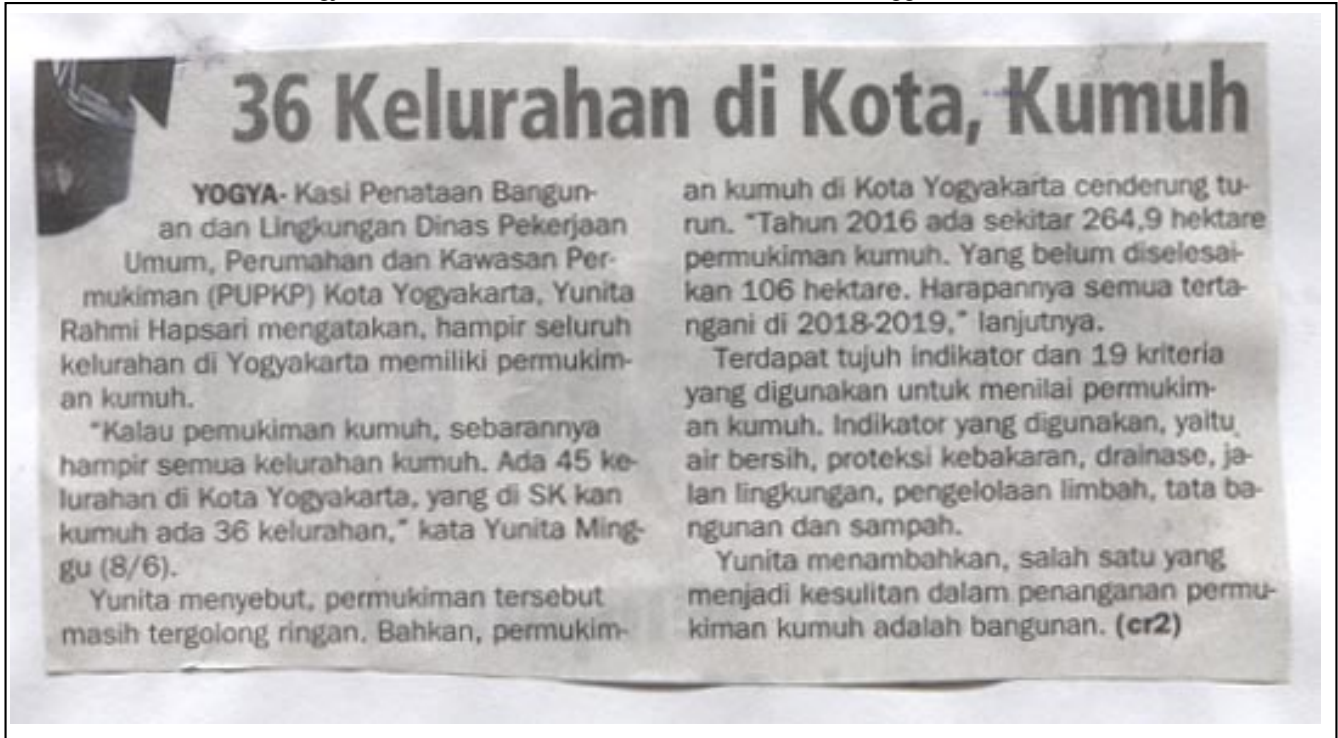 36 Kelurahan di Kota, Kumuh
YOGYA- Kasi Penataan Bangun-
an dan Lingkungan Dinas Pekerjaan
Umum, Perumahan dan Kawasan Per-
mukiman (PUPKP) Kota Yogyakarta, Yunita
Rahmi Hapsari mengatakan, hampir seluruh
kelurahan di Yogyakarta memiliki permukim-
an kumuh.
"Kalau pemukiman kumuh, sebarannya
hampir semua kelurahan kumuh. Ada 45 ke-
lurahan di Kota Yogyakarta, yang di SK kan
kumuh ada 36 kelurahan," kata Yunita Ming-
gu (8/6).
Yunita menyebut, permukiman tersebut
masih tergolong ringan. Bahkan, permukim-
an kumuh di Kota Yogyakarta cenderung tu-
run. "Tahun 2016 ada sekitar 264,9 hektare
permukiman kumuh. Yang belum diselesai-
kan 106 hektare. Harapannya semua terta-
ngani di 2018-2019," lanjutnya.
Terdapat tujuh indikator dan 19 kriteria
yang digunakan untuk menilai permukim-
an kumuh. Indikator yang digunakan, yaitu
air bersih, proteksi kebakaran, drainase, ja-
lan lingkungan, pengelolaan limbah, tata ba-
ngunan dan sampah.
Yunita menambahkan, salah satu yang
menjadi kesulitan dalam penanganan permu-
kiman kumuh adalah bangunan. (cr2)